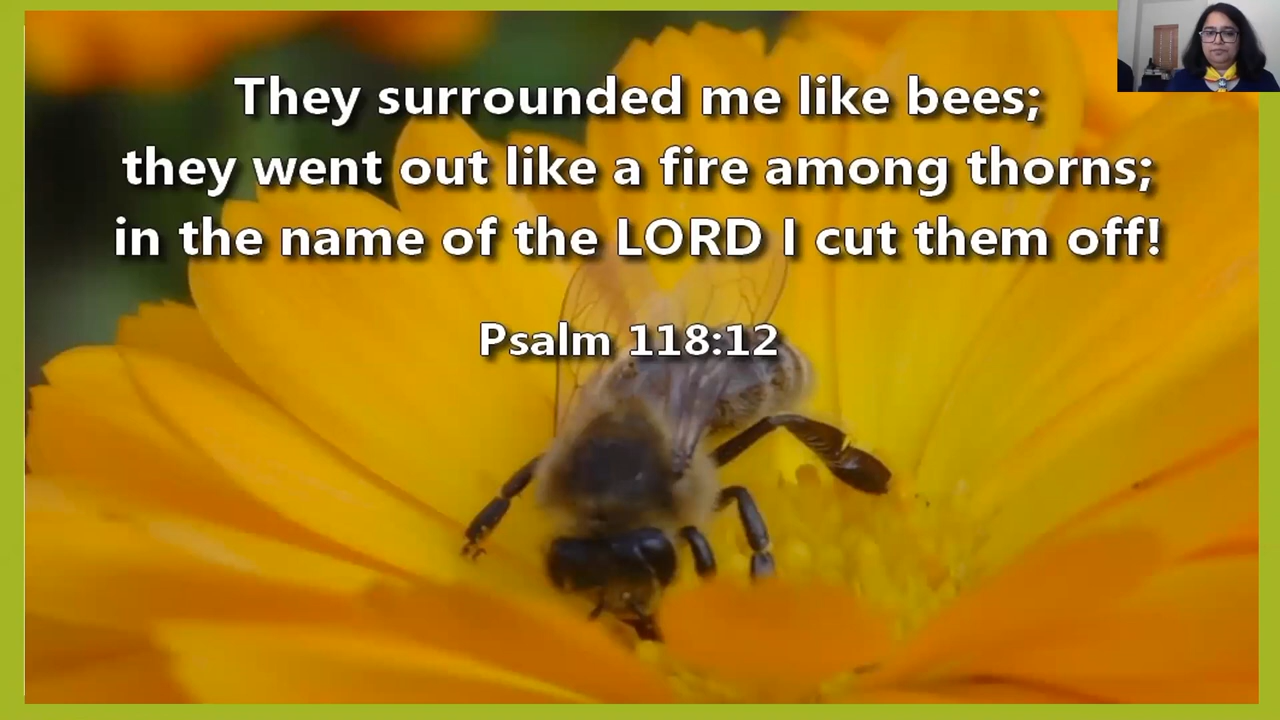 They surrounded me like bees;
they went out like a fire among thorns;
in the name of the LORD I cut them off!
Psalm 118:12